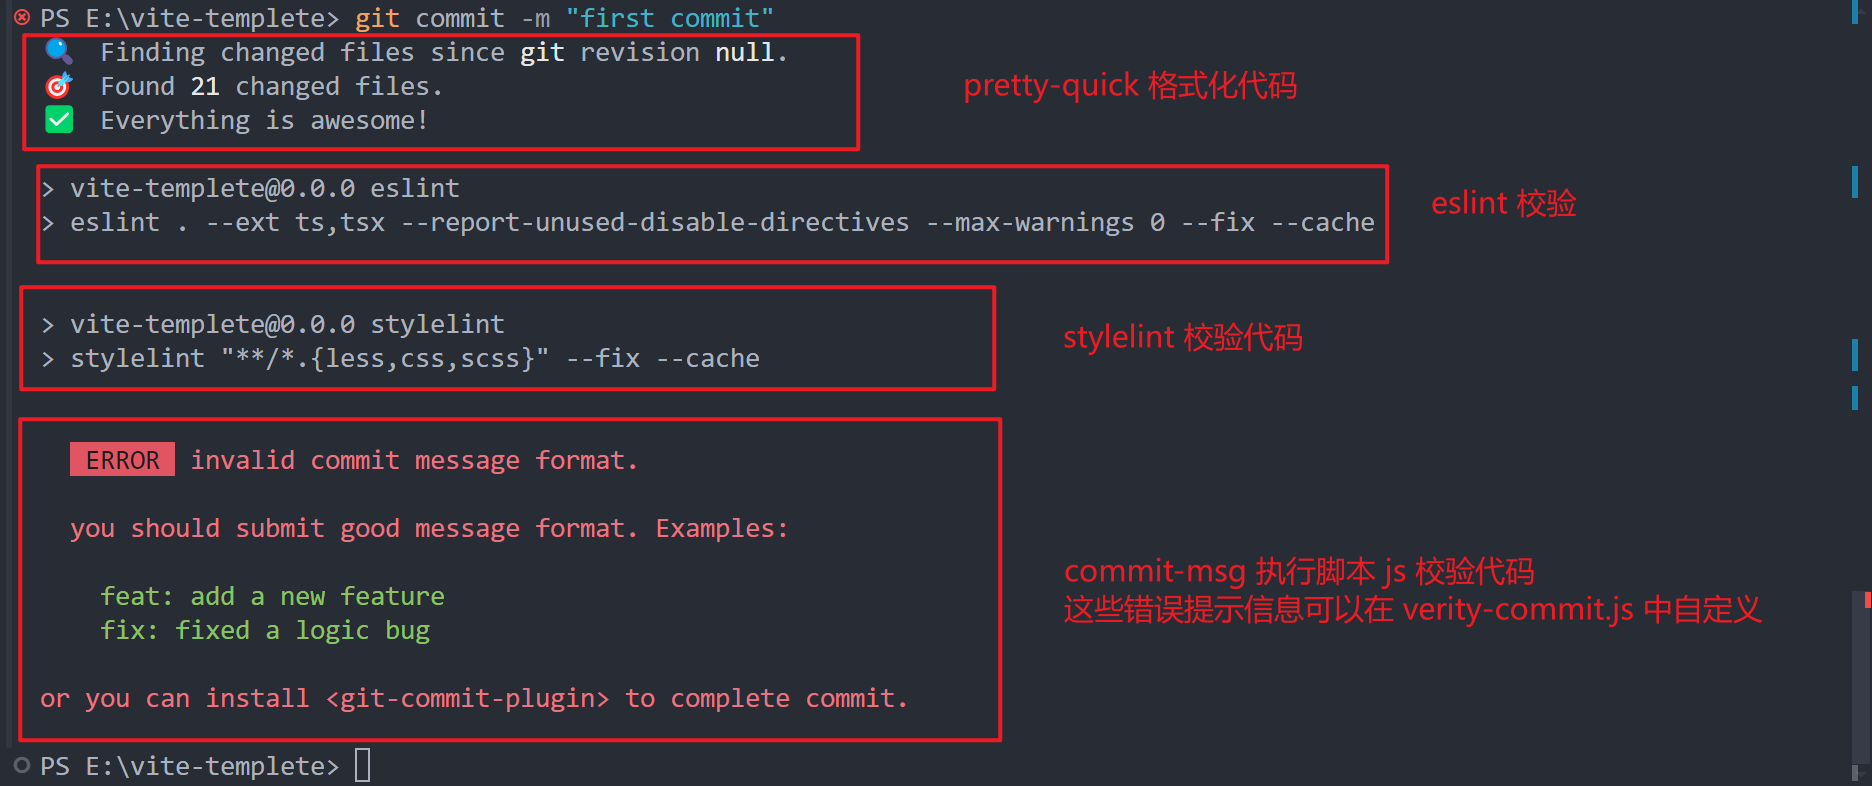 PS E:\vite-templete> git commit -m "first commit"
🔍 Finding changed files since git revision null.
🎯 Found 21 changed files.
✅ Everything is awesome!
pretty-quick 格式化代码
> vite-templete@0.0.0 eslint
> eslint . --ext ts,tsx --report-unused-disable-directives --max-warnings 0 --fix --cache
eslint 校验
> vite-templete@0.0.0 stylelint
> stylelint "**/*.{less,css,scss}" --fix --cache
stylelint 校验代码
ERROR invalid commit message format.
you should submit good message format. Examples:
feat: add a new feature
fix: fixed a logic bug
or you can install <git-commit-plugin> to complete commit.
commit-msg 执行脚本 js 校验代码
这些错误提示信息可以在 verity-commit.js 中自定义
PS E:\vite-templete>